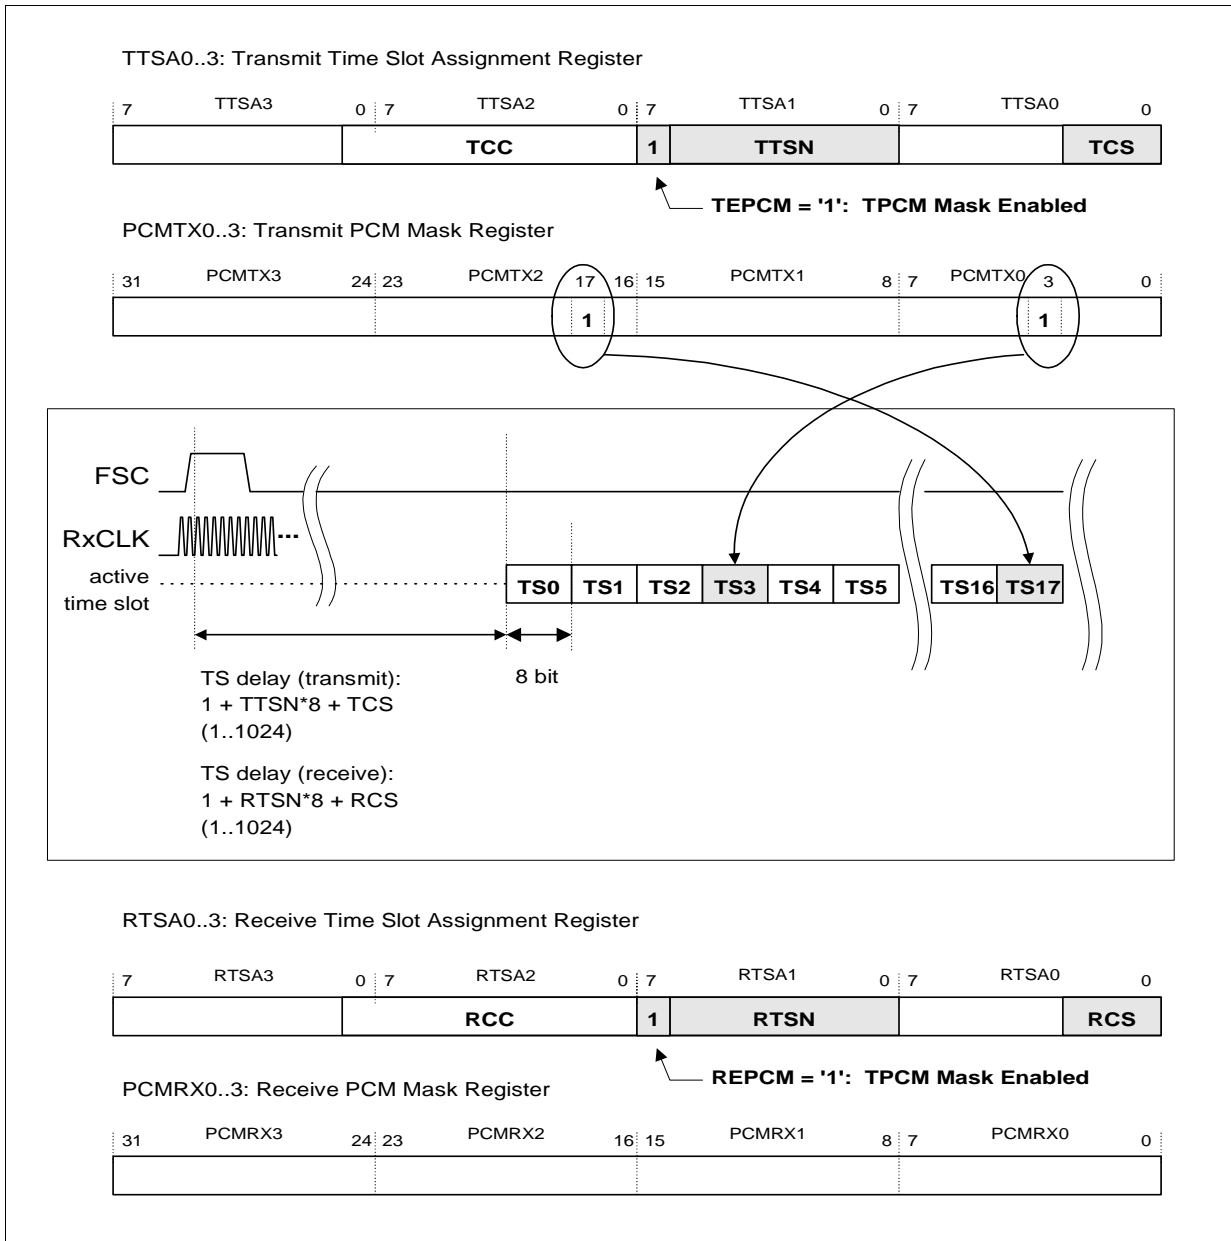 TTSA0..3: Transmit Time Slot Assignment Register
7 TTSA3 0 7 TTSA2 0 7 TTSA1 0 7 TTSA0 0
TCC 1 TTSN TCS
TEPCM = '1': TPCM Mask Enabled
PCMTX0..3: Transmit PCM Mask Register
31 PCMTX3 24 23 PCMTX2 17 16 15 PCMTX1 8 7 PCMTX0 3 0
1 1
FSC
RxCLK
active
time slot
TS0 TS1 TS2 TS3 TS4 TS5 TS16 TS17
TS delay (transmit): 8 bit
1 + TTSN*8 + TCS
(1..1024)
TS delay (receive):
1 + RTSN*8 + RCS
(1..1024)
RTSA0..3: Receive Time Slot Assignment Register
7 RTSA3 0 7 RTSA2 0 7 RTSA1 0 7 RTSA0 0
RCC 1 RTSN RCS
REPCM = '1': TPCM Mask Enabled
PCMRX0..3: Receive PCM Mask Register
31 PCMRX3 24 23 PCMRX2 16 15 PCMRX1 8 7 PCMRX0 0